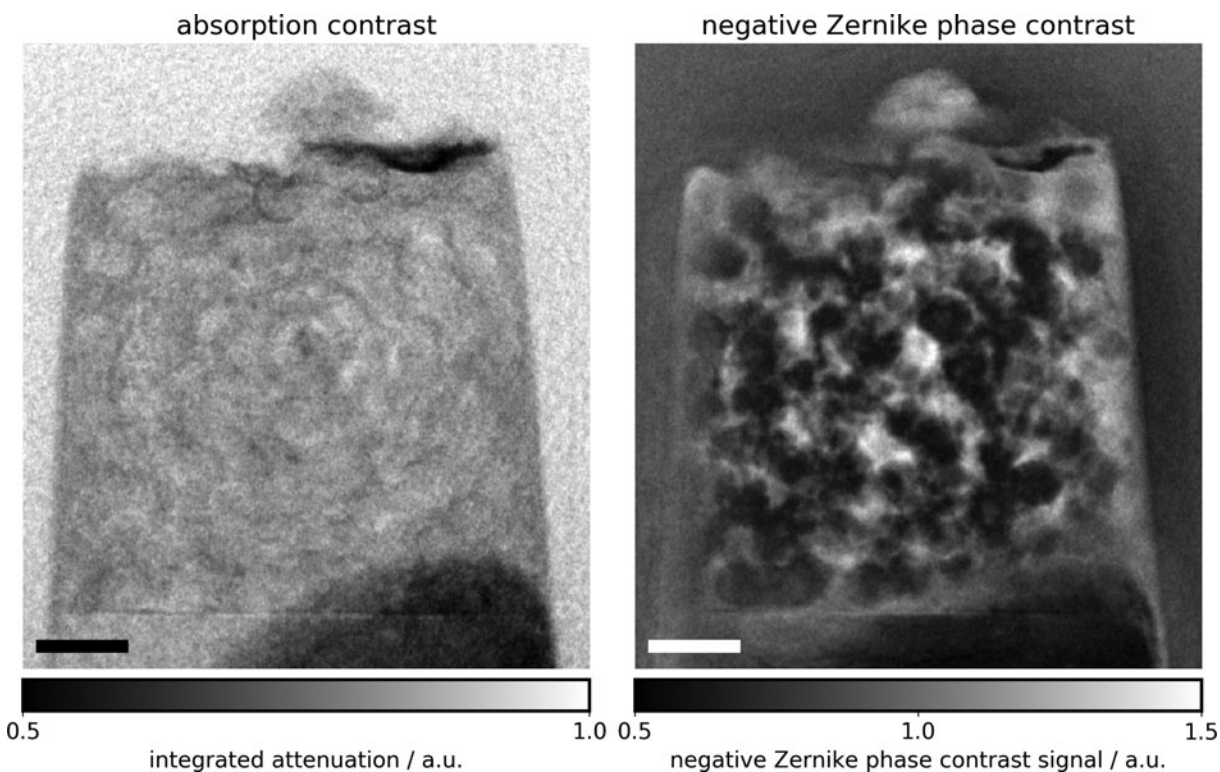 absorption contrast
negative Zernike phase contrast
0.5 1.0
integrated attenuation / a.u.
0.5 1.0 1.5
negative Zernike phase contrast signal / a.u.